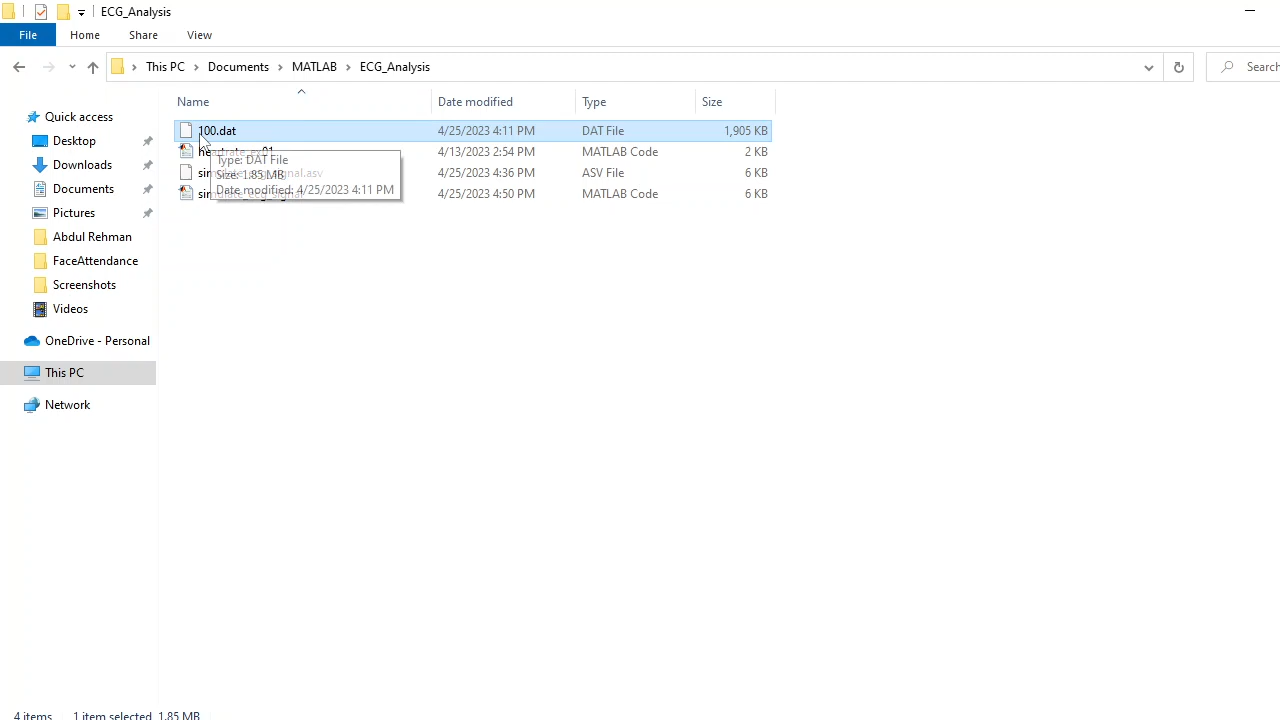 ECG_Analysis
File Home Share View
This PC Documents MATLAB ECG_Analysis Search
Name Date modified Type Size
Quick access
Desktop
Downloads
Documents
Pictures
Abdul Rehman
FaceAttendance
Screenshots
Videos
OneDrive - Personal
This PC
Network
100.dat 4/25/2023 4:11 PM DAT File 1,905 KB
heartrate_ex01 4/13/2023 2:54 PM MATLAB Code 2 KB
simulate_ecg_signal.asv 4/25/2023 4:36 PM ASV File 6 KB
simulate_ecg_signal 4/25/2023 4:50 PM MATLAB Code 6 KB
Type: DAT File
Size: 1.85 MB
Date modified: 4/25/2023 4:11 PM
4 items 1 item selected 1.85 MB